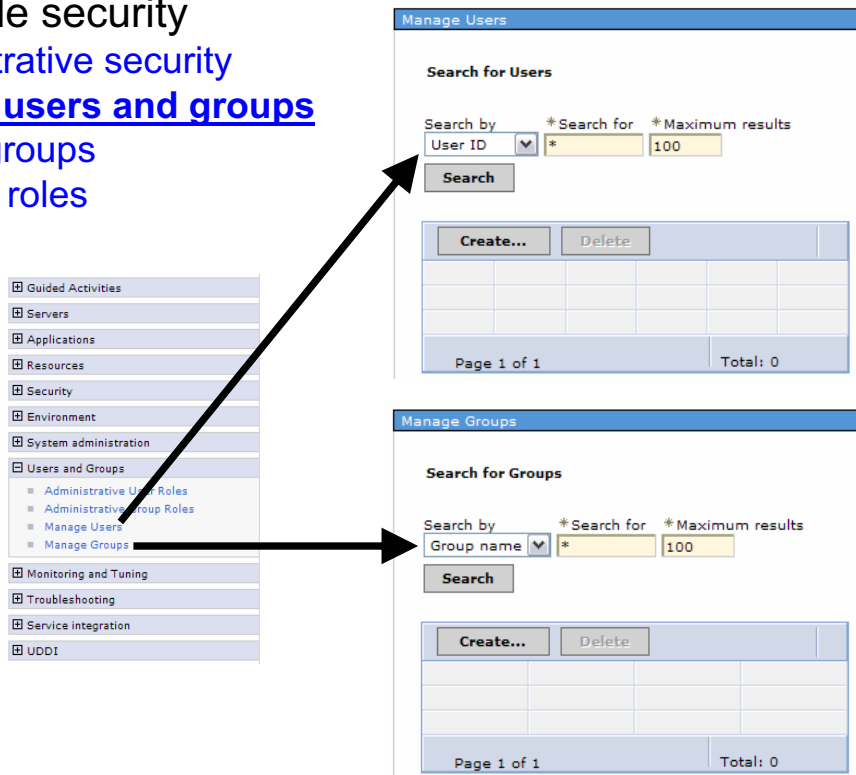 le security
trative security
users and groups
groups
roles
Guided Activities
Servers
Applications
Resources
Security
Environment
System administration
Users and Groups
Administrative User Roles
Administrative Group Roles
Manage Users
Manage Groups
Monitoring and Tuning
Troubleshooting
Service integration
UDDI
Manage Users
Search for Users
Search by *Search for *Maximum results
User ID * 100
Search
Create... Delete
Page 1 of 1 Total: 0
Manage Groups
Search for Groups
Search by *Search for *Maximum results
Group name * 100
Search
Create... Delete
Page 1 of 1 Total: 0